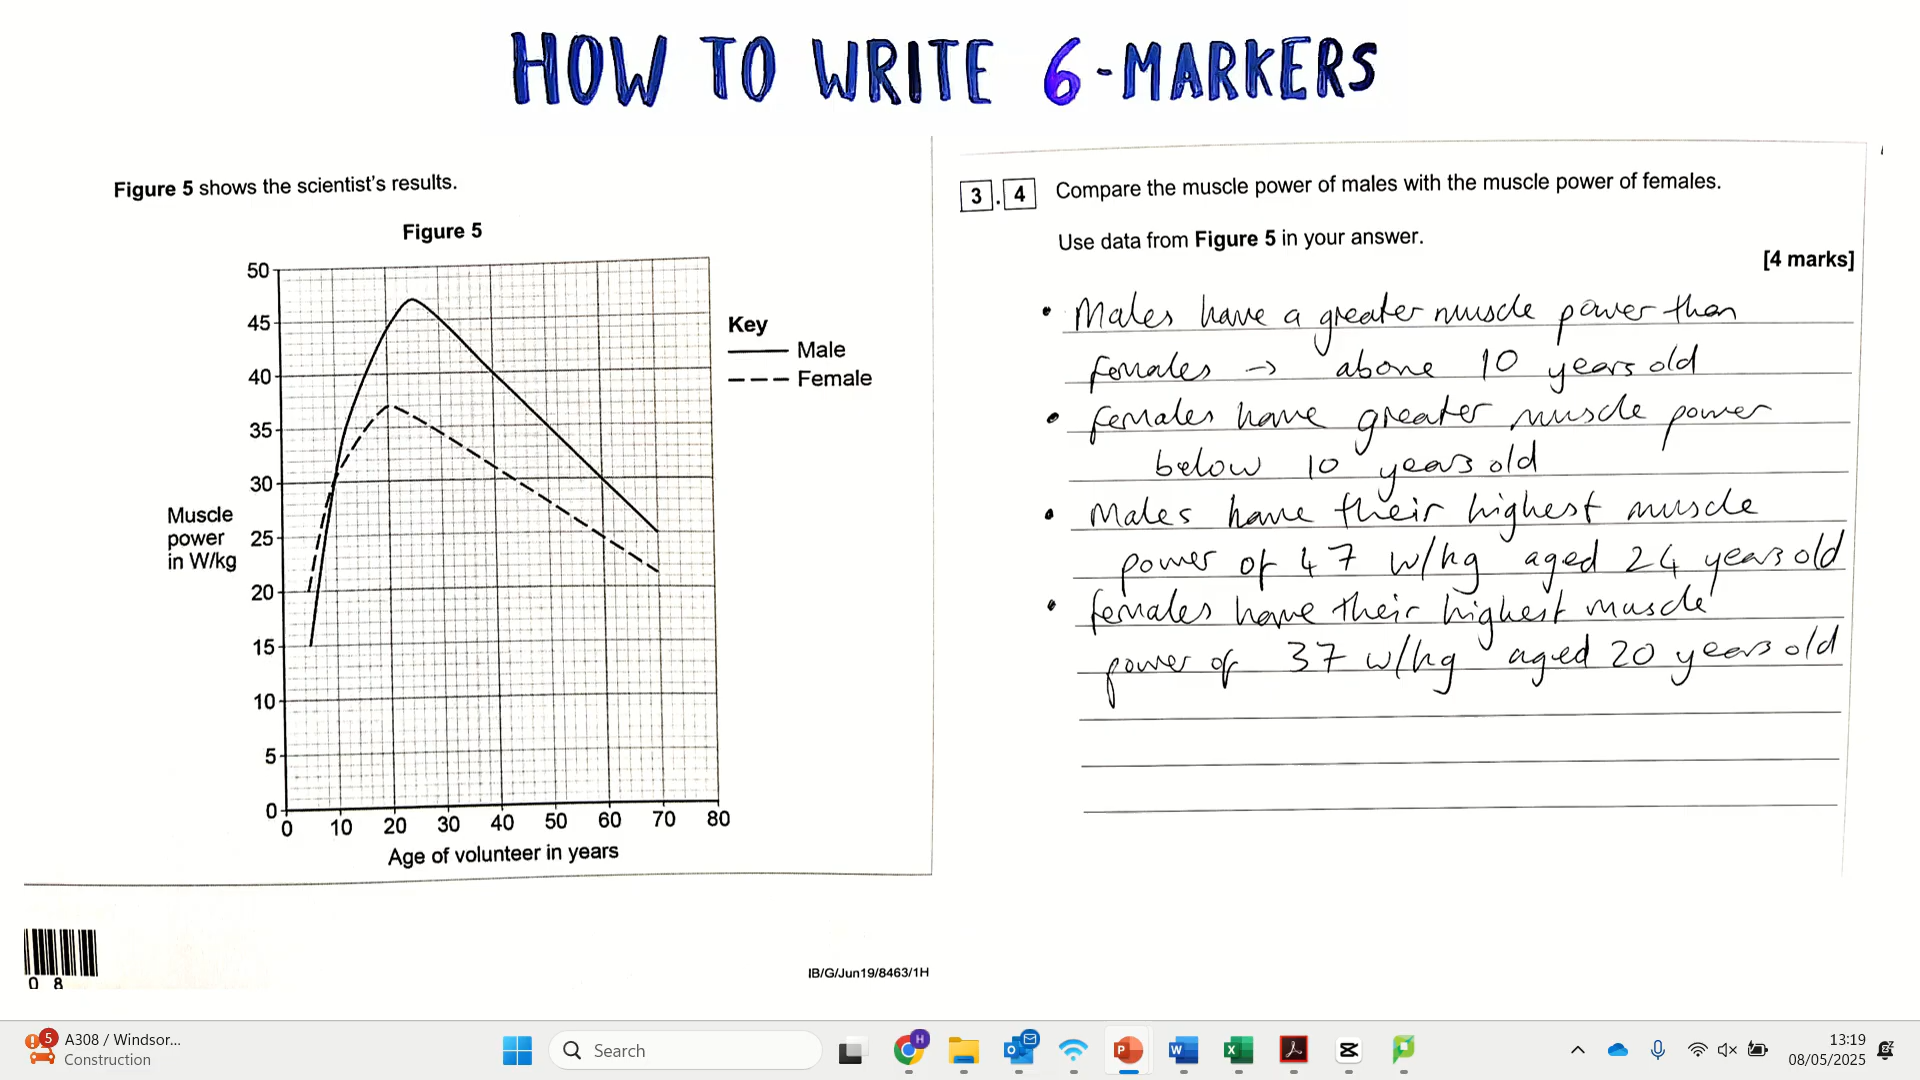 HOW TO WRITE 6-MARKERS
Figure 5 shows the scientist's results.
Figure 5
50
45
40
35
30
25
20
15
10
5
0
Muscle
power
in W/kg
0 10 20 30 40 50 60 70 80
Age of volunteer in years
Key
Male
Female
0 8
IB/G/Jun19/8463/1H
3 . 4 Compare the muscle power of males with the muscle power of females.
Use data from Figure 5 in your answer.
[4 marks]
• Males have a greater muscle power than
females → above 10 years old
• females have greater muscle power
below 10 years old
• Males have their highest muscle
power of 47 w/kg aged 24 years old
• females have their highest muscle
power of 37 w/kg aged 20 years old
5
A308 / Windsor...
Construction
Search
H
13:19
08/05/2025